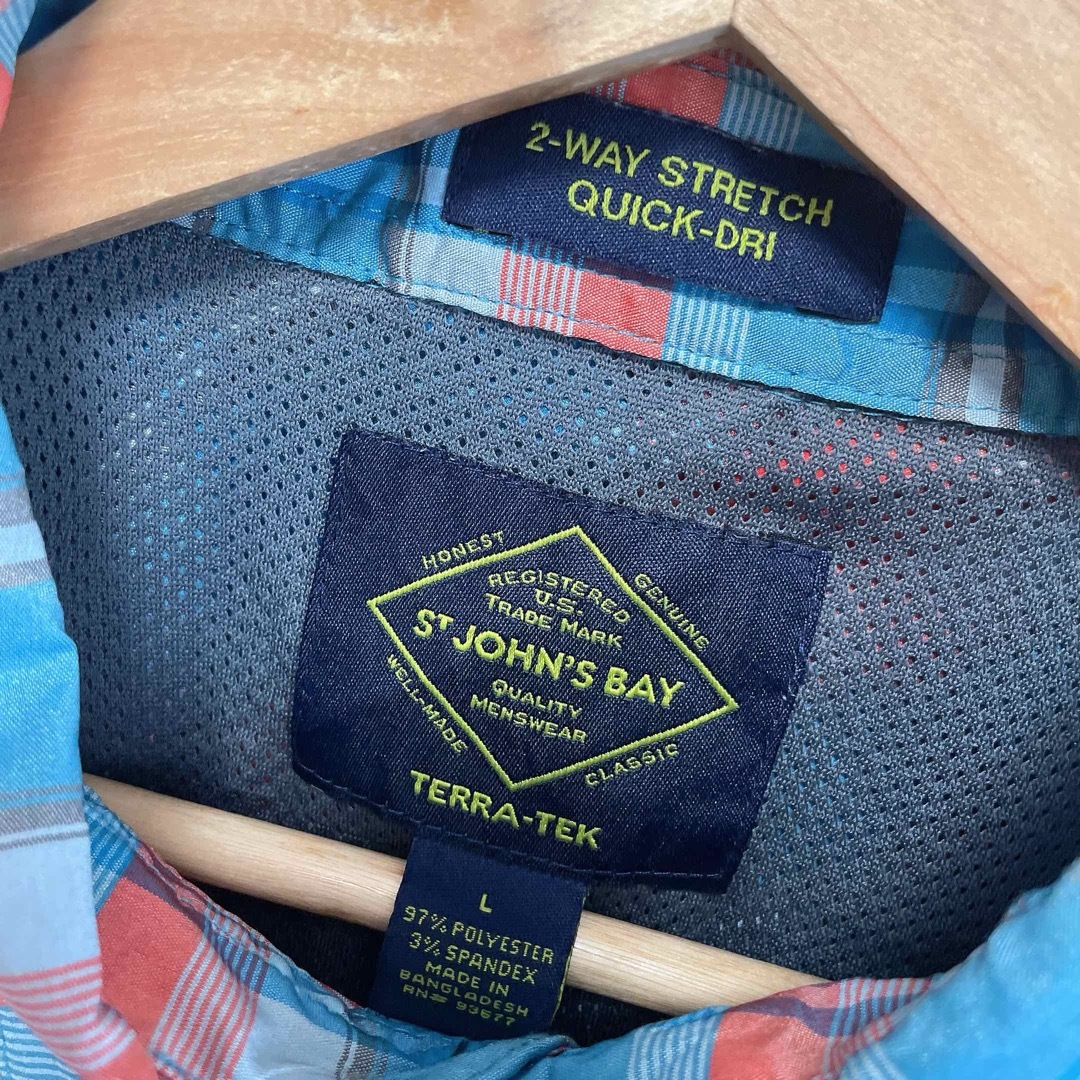 2-WAY STRETCH
QUICK-DRI
HONEST
GENUINE
REGISTERED
U.S.
TRADE MARK
ST JOHN'S BAY
QUALITY
MENSWEAR
WELL-MADE
CLASSIC
TERRA-TEK
L
97% POLYESTER
3% SPANDEX
MADE IN
BANGLADESH
RN# 93677